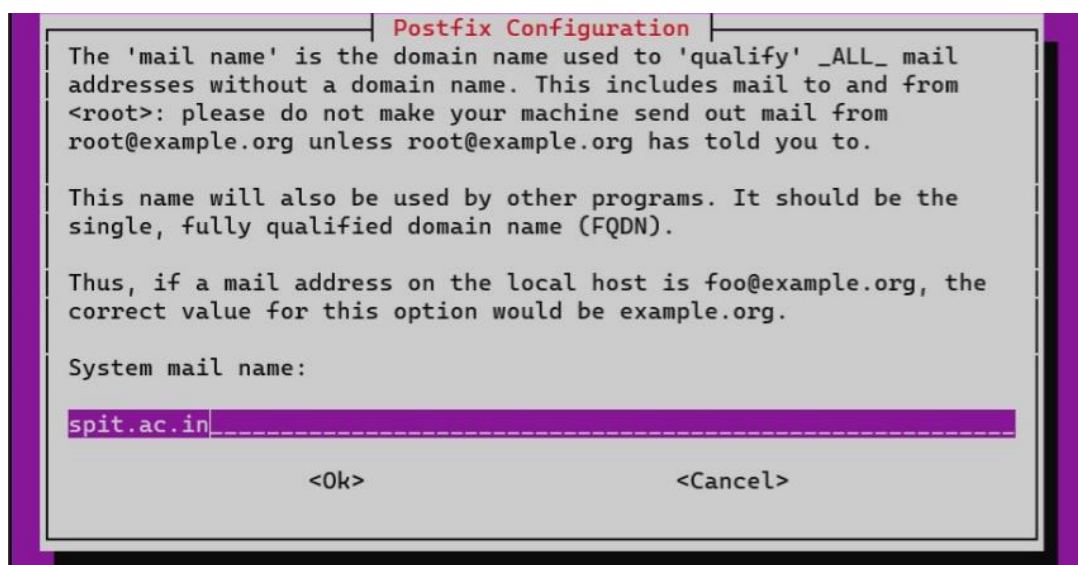 Postfix Configuration
The 'mail name' is the domain name used to 'qualify' _ALL_ mail
addresses without a domain name. This includes mail to and from
<root>: please do not make your machine send out mail from
root@example.org unless root@example.org has told you to.
This name will also be used by other programs. It should be the
single, fully qualified domain name (FQDN).
Thus, if a mail address on the local host is foo@example.org, the
correct value for this option would be example.org.
System mail name:
spit.ac.in
<Ok> <Cancel>